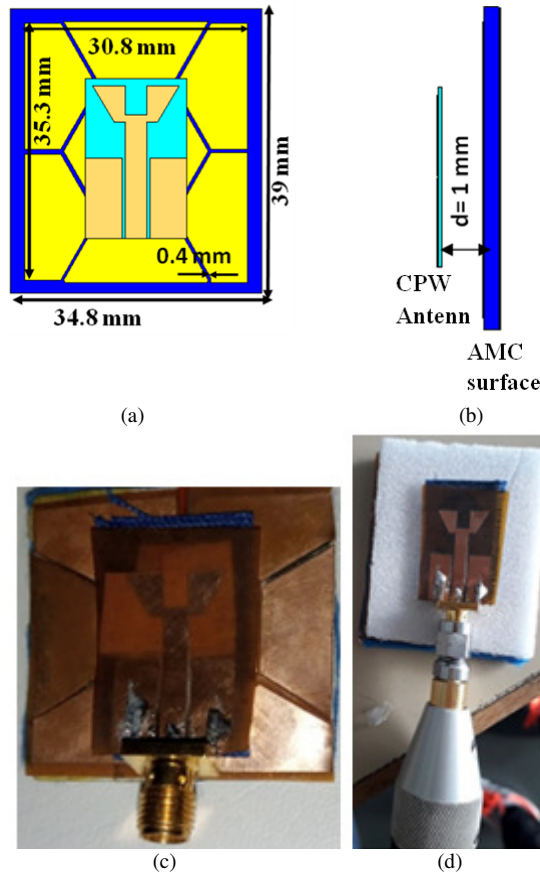 30.8 mm
35.3 mm
39 mm
0.4 mm
34.8 mm
d= 1 mm
CPW
Antenn
AMC
surface
(a)
(b)
(c)
(d)